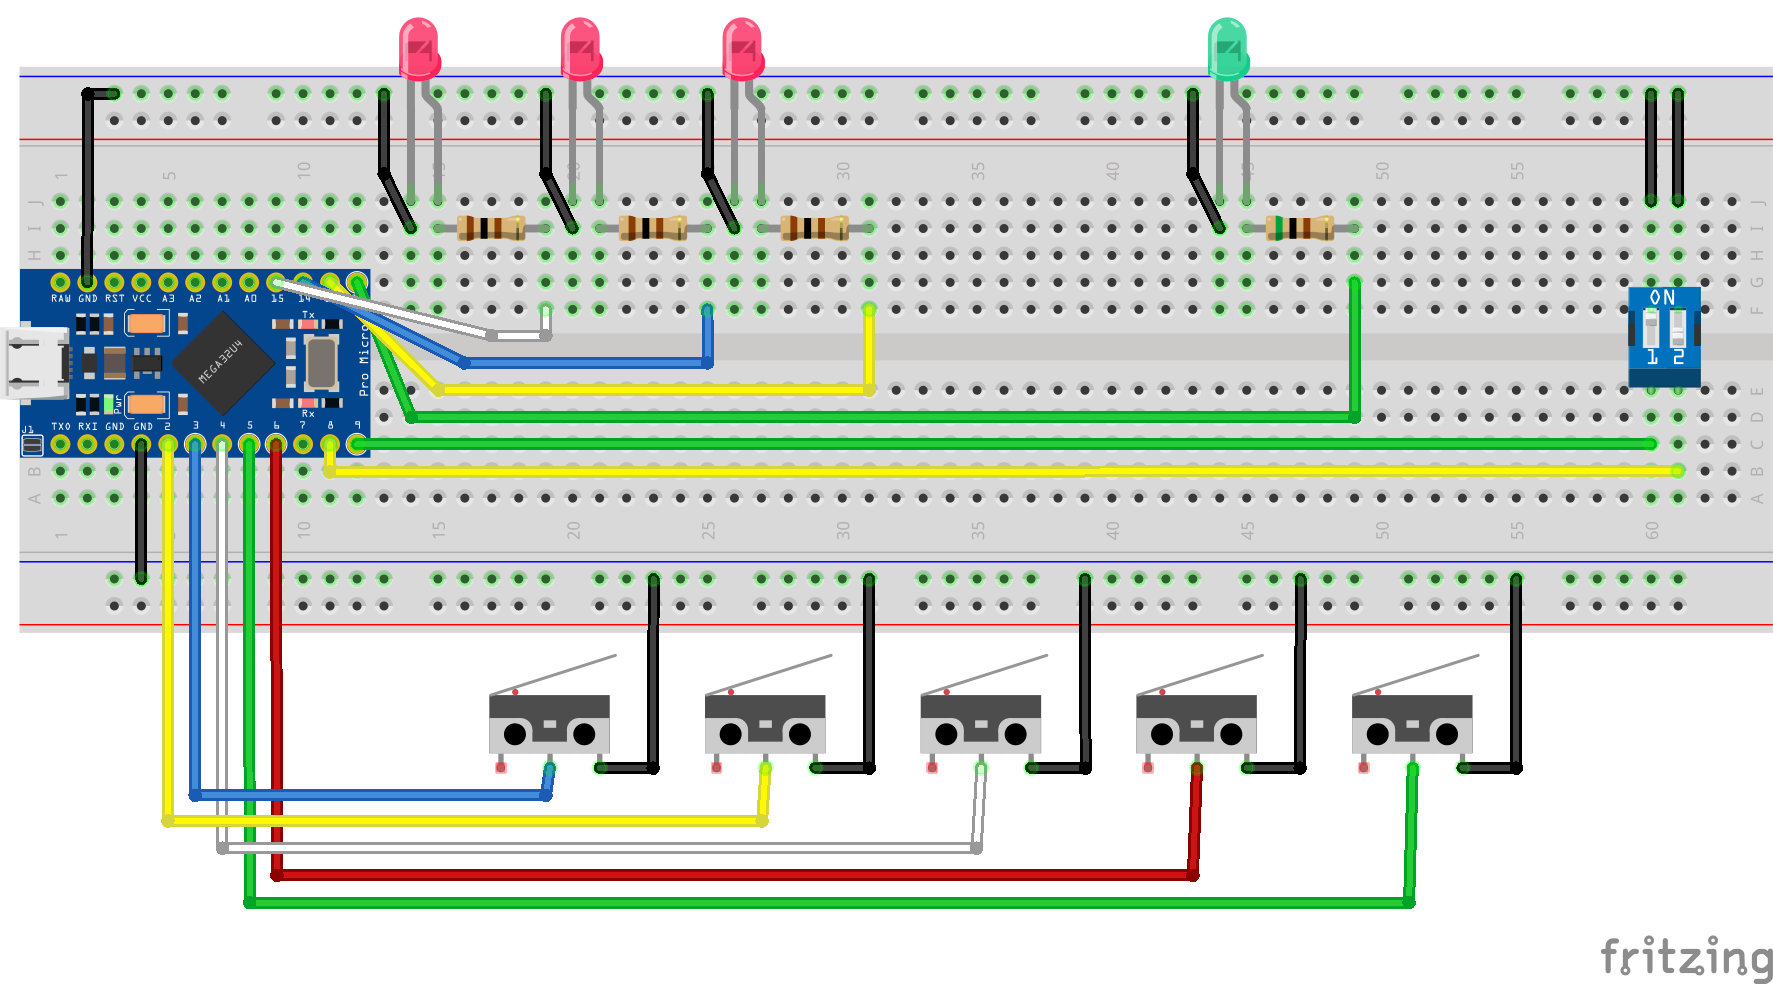 1 5 10 15 20 25 30 35 40 45 50 55 60
J J
I I
H H
G
F F
RAW GND RST VCC A3 A2 A1 A0 15 14
ON
Tx
MEGA32U4
Pro Micro
1 2
PWR
Rx
E
D
J1
TXO RXI GND GND 2 3 4 5 6 7 8 9
C
B B
A A
1 10 15 20 25 30 35 40 45 50 55 60
fritzing